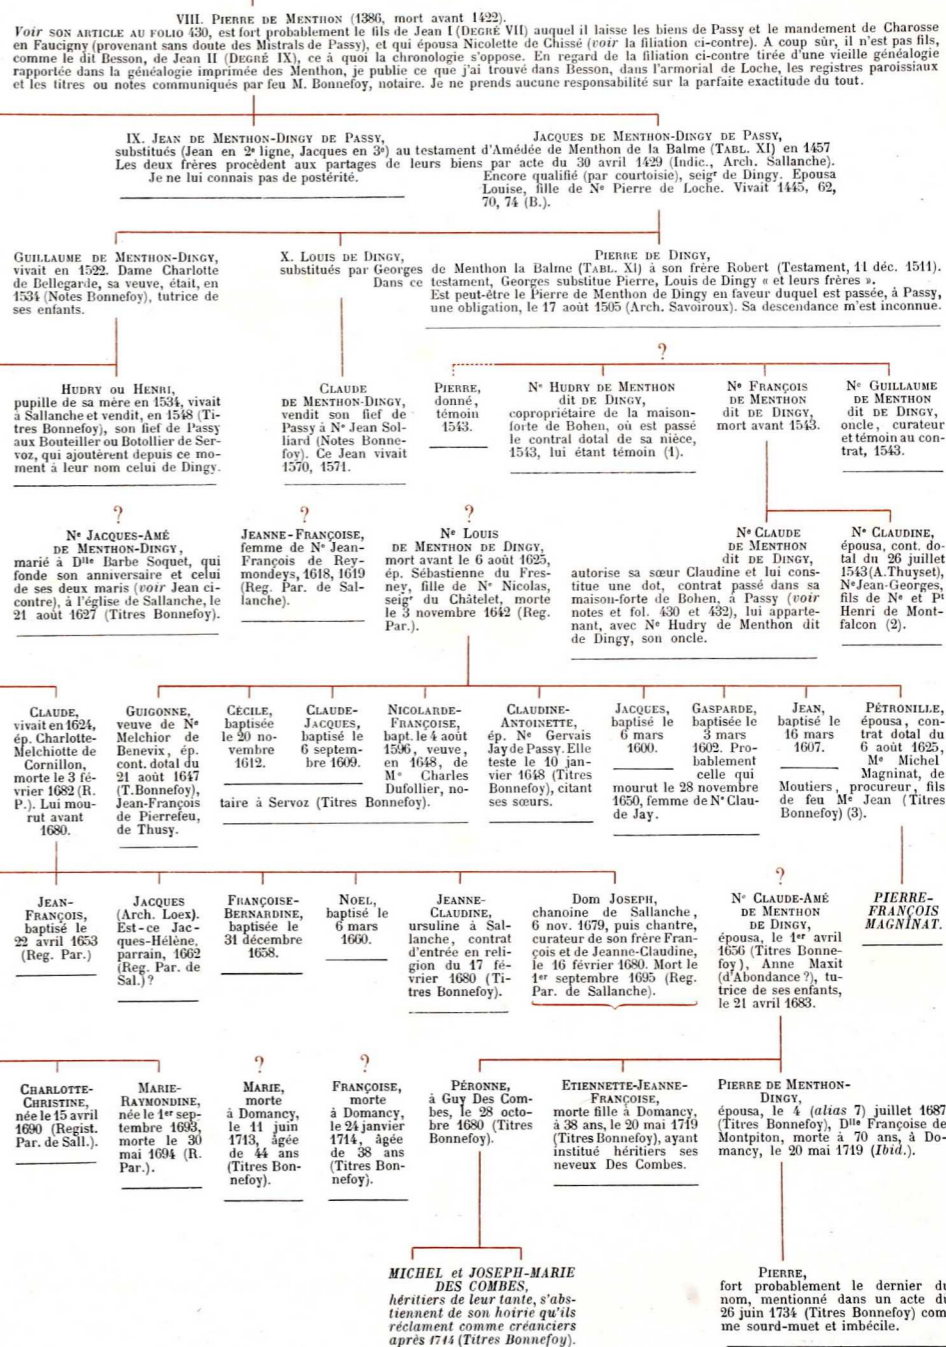 VIII. PIERRE DE MENTHON (1386, mort avant 1422).
Voir SON ARTICLE AU FOLIO 430, est fort probablement le fils de Jean I (DEGRÉ VII) auquel il laisse les biens de Passy et le mandement de Charosse
en Faucigny (provenant sans doute des Mistrals de Passy), et qui épousa Nicolette de Chissé (voir la filiation ci-contre). A coup sûr, il n'est pas fils,
comme le dit Besson, de Jean II (DEGRÉ IX), ce à quoi la chronologie s'oppose. En regard de la filiation ci-contre tirée d'une vieille généalogie
rapportée dans la généalogie imprimée des Menthon, je publie ce que j'ai trouvé dans Besson, dans l'armorial de Loche, les registres paroissiaux
et les titres ou notes communiqués par feu M. Bonnefoy, notaire. Je ne prends aucune responsabilité sur la parfaite exactitude du tout.
IX. JEAN DE MENTHON-DINGY DE PASSY, JACQUES DE MENTHON-DINGY DE PASSY,
substitués (Jean en 2e ligne, Jacques en 3e) au testament d'Amédée de Menthon de la Balme (TABL. XI) en 1457
Les deux frères procèdent aux partages de leurs biens par acte du 30 avril 1429 (Indic., Arch. Sallanche).
Je ne lui connais pas de postérité.
Encore qualifié (par courtoisie), seigr de Dingy. Epousa
Louise, fille de Ne Pierre de Loche. Vivait 1445, 62,
70, 74 (B.).
GUILLAUME DE MENTHON-DINGY,
vivait en 1522. Dame Charlotte
de Bellegarde, sa veuve, était, en
1534 (Notes Bonnefoy), tutrice de
ses enfants.
X. LOUIS DE DINGY, PIERRE DE DINGY,
substitués par Georges de Menthon la Balme (TABL. XI) à son frère Robert (Testament, 11 déc. 1511).
Dans ce testament, Georges substitue Pierre, Louis de Dingy « et leurs frères ».
Est peut-être le Pierre de Menthon de Dingy en faveur duquel est passée, à Passy,
une obligation, le 17 août 1505 (Arch. Savoiroux). Sa descendance m'est inconnue.
?
HUDRY OU HENRI,
pupille de sa mère en 1534, vivait
à Sallanche et vendit, en 1548 (Ti-
tres Bonnefoy), son fief de Passy
aux Bouteiller ou Botollier de Ser-
voz, qui ajoutèrent depuis ce mo-
ment à leur nom celui de Dingy.
CLAUDE
DE MENTHON-DINGY,
vendit son fief de
Passy à Ne Jean Sol-
liard (Notes Bonne-
foy). Ce Jean vivait
1570, 1571.
PIERRE,
donné,
témoin
1543.
Ne HUDRY DE MENTHON
dit DE DINGY,
copropriétaire de la maison-
forte de Bohen, où est passé
le contral dotal de sa nièce,
1543, lui étant témoin (1).
Ne FRANÇOIS
DE MENTHON
dit DE DINGY,
mort avant 1543.
Ne GUILLAUME
DE MENTHON
dit DE DINGY,
oncle, curateur
et témoin au con-
trat, 1543.
?
Ne JACQUES-AMÉ
DE MENTHON-DINGY,
marié à Dlle Barbe Soquet, qui
fonde son anniversaire et celui
de ses deux maris (voir Jean ci-
contre), à l'église de Sallanche, le
21 août 1627 (Titres Bonnefoy).
?
JEANNE-FRANÇOISE,
femme de Ne Jean-
François de Rey-
mondeys, 1618, 1619
(Reg. Par. de Sal-
lanche).
?
Ne LOUIS
DE MENTHON DE DINGY,
mort avant le 6 août 1625,
ép. Sébastienne du Fres-
ney, fille de Ne Nicolas,
seigr du Châtelet, morte
le 3 novembre 1642 (Reg.
Par.).
Ne CLAUDE
DE MENTHON
dit DE DINGY,
autorise sa sœur Claudine et lui cons-
titue une dot, contrat passé dans sa
maison-forte de Bohen, à Passy (voir
notes et fol. 430 et 432), lui apparte-
nant, avec Ne Hudry de Menthon dit
de Dingy, son oncle.
Ne CLAUDINE,
épousa, cont. do-
tal du 26 juillet
1543 (A. Thuyset),
Ne Jean-Georges,
fils de Ne et Pt
Henri de Mont-
falcon (2).
CLAUDE,
vivait en 1624,
ép. Charlotte-
Melchiotte de
Cornillon,
morte le 3 fé-
vrier 1682 (R.
P.). Lui mou-
rut avant
1680.
GUIGONNE,
veuve de Ne
Melchior de
Benevix, ép.
cont. dotal du
21 août 1647
(T. Bonnefoy),
Jean-François
de Pierrefeu,
de Thusy.
CÉCILE,
baptisée
le 20 no-
vembre
1612.
CLAUDE-
JACQUES,
baptisé le
6 septem-
bre 1609.
NICOLARDE-
FRANÇOISE,
bapt. le 4 août
1596, veuve,
en 1648, de
Me Charles
Dufollier, no-
taire à Servoz (Titres Bonnefoy).
CLAUDINE-
ANTOINETTE,
ép. Ne Gervais
Jay de Passy. Elle
teste le 10 jan-
vier 1648 (Titres
Bonnefoy), citant
ses sœurs.
JACQUES,
baptisé le
6 mars
1600.
GASPARDE,
baptisée le
3 mars
1602. Pro-
bablement
celle qui
mourut le 28 novembre
1650, femme de Ne Clau-
de Jay.
JEAN,
baptisé le
16 mars
1607.
PÉTRONILLE,
épousa, con-
trat dotal du
6 août 1625,
Me Michel
Magninat, de
Moutiers, procureur, fils
de feu Me Jean (Titres
Bonnefoy) (3).
JEAN-
FRANÇOIS,
baptisé le
22 avril 1653
(Reg. Par.)
JACQUES
(Arch. Loex).
Est-ce Jac-
ques-Hélène,
parrain, 1662
(Reg. Par. de
Sal.) ?
FRANÇOISE-
BERNARDINE,
baptisée le
31 décembre
1658.
NOEL,
baptisé le
6 mars
1660.
JEANNE-
CLAUDINE,
ursuline à Sal-
lanche, contrat
d'entrée en reli-
gion du 17 fé-
vrier 1680 (Ti-
tres Bonnefoy).
DOM JOSEPH,
chanoine de Sallanche,
6 nov. 1679, puis chantre,
curateur de son frère Fran-
çois et de Jeanne-Claudine,
le 16 février 1680. Mort le
1er septembre 1695 (Reg.
Par. de Sallanche).
?
Ne CLAUDE-AMÉ
DE MENTHON
DE DINGY,
épousa, le 1er avril
1656 (Titres Bonne-
foy), Anne Maxit
(d'Abondance ?), tu-
trice de ses enfants,
le 21 avril 1683.
PIERRE-
FRANÇOIS
MAGNINAT.
CHARLOTTE-
CHRISTINE,
née le 15 avril
1690 (Regist.
Par. de Sall.).
MARIE-
RAYMONDINE,
née le 1er sep-
tembre 1693,
morte le 30
mai 1694 (R.
Par.).
?
MARIE,
morte
à Domancy,
le 11 juin
1713, âgée
de 44 ans
(Titres Bon-
nefoy).
?
FRANÇOISE,
morte
à Domancy,
le 24 janvier
1714, âgée
de 38 ans
(Titres Bon-
nefoy).
PÉRONNE,
à Guy Des Com-
bes, le 28 octo-
bre 1680 (Titres
Bonnefoy).
ETIENNETTE-JEANNE-
FRANÇOISE,
morte fille à Domancy,
à 38 ans, le 20 mai 1719
(Titres Bonnefoy), ayant
institué héritiers ses
neveux Des Combes.
PIERRE DE MENTHON-
DINGY,
épousa, le 4 (alias 7) juillet 1687
(Titres Bonnefoy), Dlle Françoise de
Montpiton, morte à 70 ans, à Do-
mancy, le 20 mai 1719 (Ibid.).
MICHEL et JOSEPH-MARIE
DES COMBES,
héritiers de leur tante, s'abs-
tiennent de son hoirie qu'ils
réclament comme créanciers
après 1714 (Titres Bonnefoy).
PIERRE,
fort probablement le dernier du
nom, mentionné dans un acte du
26 juin 1734 (Titres Bonnefoy) com-
me sourd-muet et imbécile.